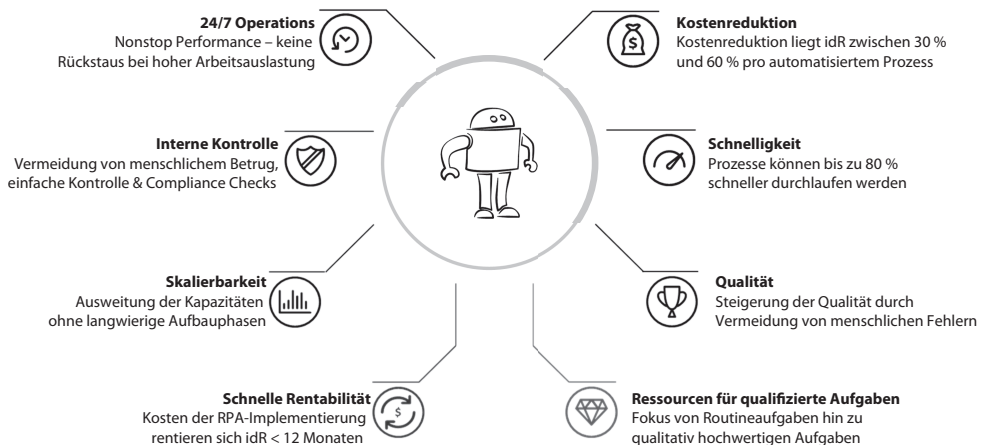 24/7 Operations
Nonstop Performance – keine
Rückstaus bei hoher Arbeitsauslastung
Kostenreduktion
Kostenreduktion liegt idR zwischen 30 %
und 60 % pro automatisiertem Prozess
$
Interne Kontrolle
Vermeidung von menschlichem Betrug,
einfache Kontrolle & Compliance Checks
Schnelligkeit
Prozesse können bis zu 80 %
schneller durchlaufen werden
Skalierbarkeit
Ausweitung der Kapazitäten
ohne langwierige Aufbauphasen
Qualität
Steigerung der Qualität durch
Vermeidung von menschlichen Fehlern
Schnelle Rentabilität
Kosten der RPA-Implementierung
rentieren sich idR < 12 Monaten
$
Ressourcen für qualifizierte Aufgaben
Fokus von Routineaufgaben hin zu
qualitativ hochwertigen Aufgaben